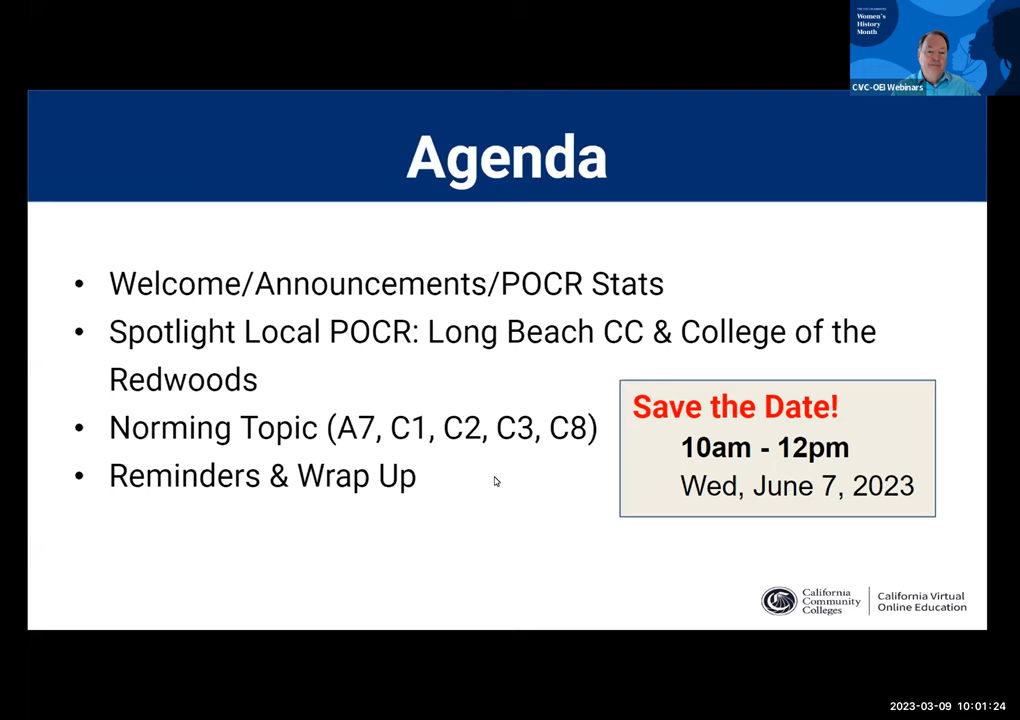 THE CCC CELEBRATES
Women's
History
Month
CVC-OEI Webinars
Agenda
• Welcome/Announcements/POCR Stats
• Spotlight Local POCR: Long Beach CC & College of the
Redwoods
• Norming Topic (A7, C1, C2, C3, C8)
• Reminders & Wrap Up
Save the Date!
10am - 12pm
Wed, June 7, 2023
California
Community
Colleges
California Virtual
Online Education
2023-03-09 10:01:24